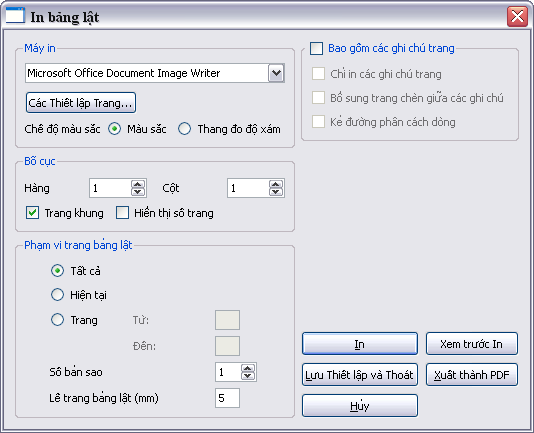 In bảng lật
Máy in
Microsoft Office Document Image Writer
Các Thiết lập Trang...
Chế độ màu sắc Màu sắc Thang đo độ xám
Bố cục
Hàng 1 Cột 1
Trang khung Hiển thị số trang
Phạm vi trang bảng lật
Tất cả
Hiện tại
Trang Từ:
Đến:
Số bản sao 1
Lề trang bảng lật (mm) 5
Bao gồm các ghi chú trang
Chỉ in các ghi chú trang
Bổ sung trang chèn giữa các ghi chú
Kẻ đường phân cách dòng
In Xem trước In
Lưu Thiết lập và Thoát Xuất thành PDF
Hủy